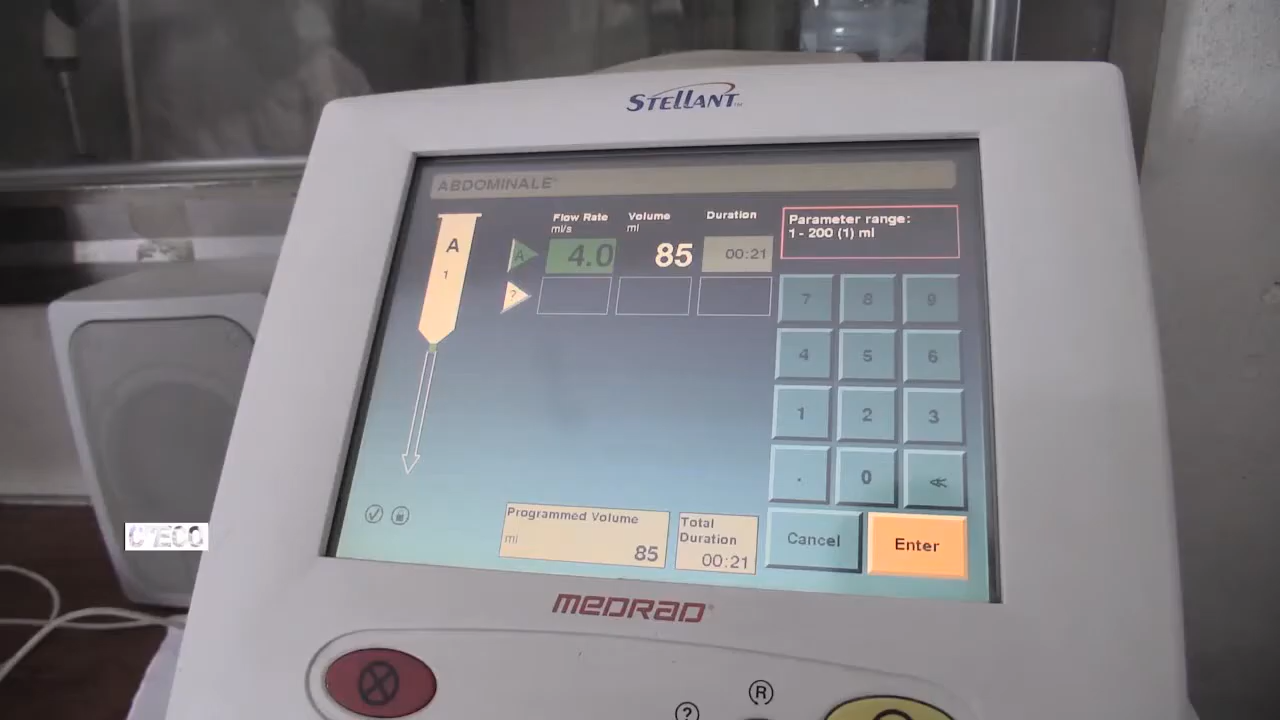 STELLANT™
ABDOMINALE
A
1
Flow Rate
ml/s
Volume
ml
Duration
A
4.0
85
00:21
?
Parameter range:
1 - 200 (1) ml
7
8
9
4
5
6
1
2
3
.
0
Programmed Volume
ml
85
Total
Duration
00:21
Cancel
Enter
MEDRAD®
R
?